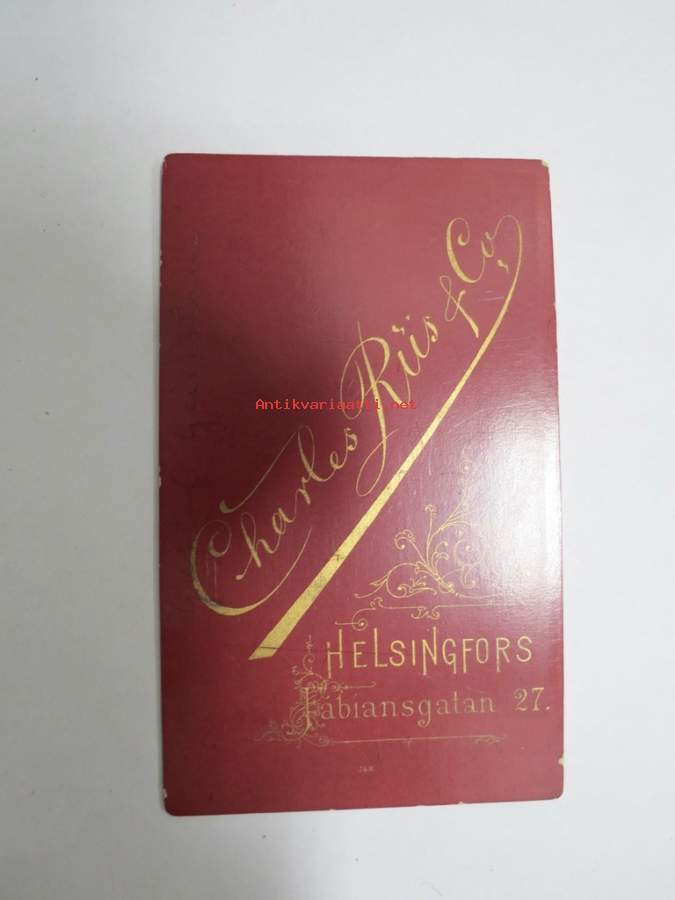 Charles Riis & Co
Antikvariaatti.net
HELSINGFORS
Fabiansgatan 27.